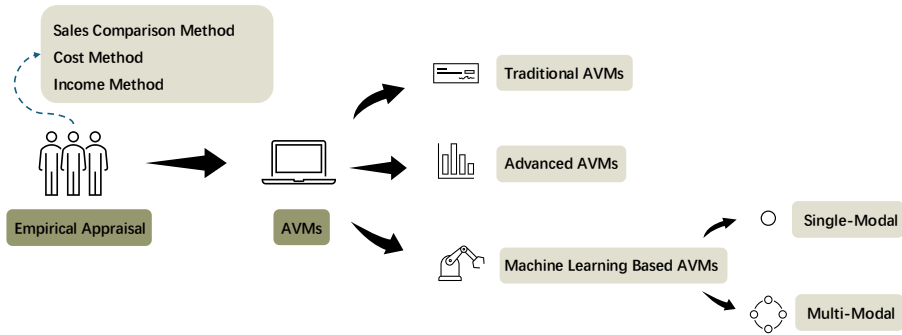 Sales Comparison Method
Cost Method
Income Method
Traditional AVMs
Advanced AVMs
Empirical Appraisal
AVMs
Machine Learning Based AVMs
Single-Modal
Multi-Modal